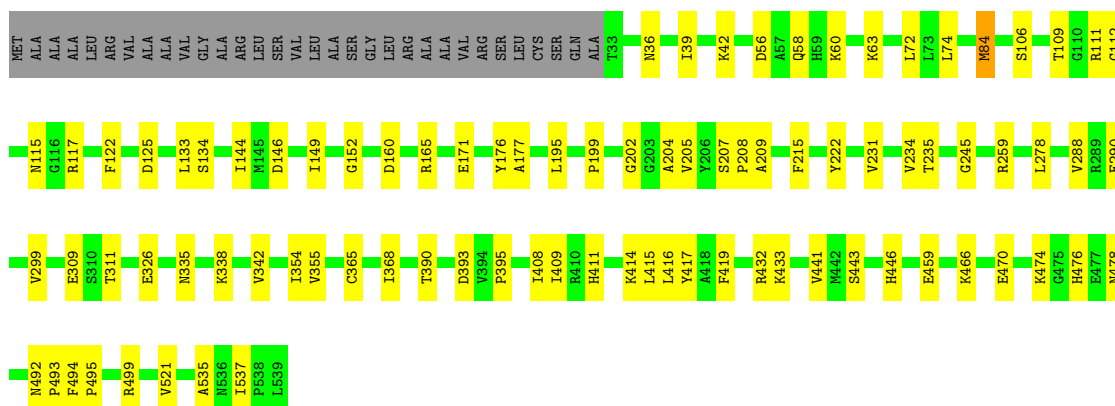 MET ALA ALA ALA LEU ARG VAL ALA ALA VAL GLY ALA ARG LEU SER VAL LEU ALA SER GLY LEU ARG ALA ALA VAL ARG SER LEU CYS SER GLN ALA T33 N36 I39 K42 D56 A57 Q58 H59 K60 K63 L72 L73 L74 M84 S106 T109 G110 R111 G112
N115 G116 R117 F122 D125 L133 S134 I144 M145 D146 I149 G152 D160 R165 E171 Y176 A177 L195 P199 G202 G203 A204 V205 Y206 S207 P208 A209 F215 Y222 V231 V234 T235 G245 R259 L278 V288 R289
V299 E309 S310 T311 E326 N335 K338 V342 I354 V355 C365 I368 T390 D393 V394 P395 I408 I409 R410 H411 K414 L415 L416 Y417 A418 F419 R432 K433 V441 M442 S443 H446 E459 K466 E470 K474 G475 H476 E477 N478
N492 P493 F494 P495 R499 V521 A535 N536 I537 P538 L539